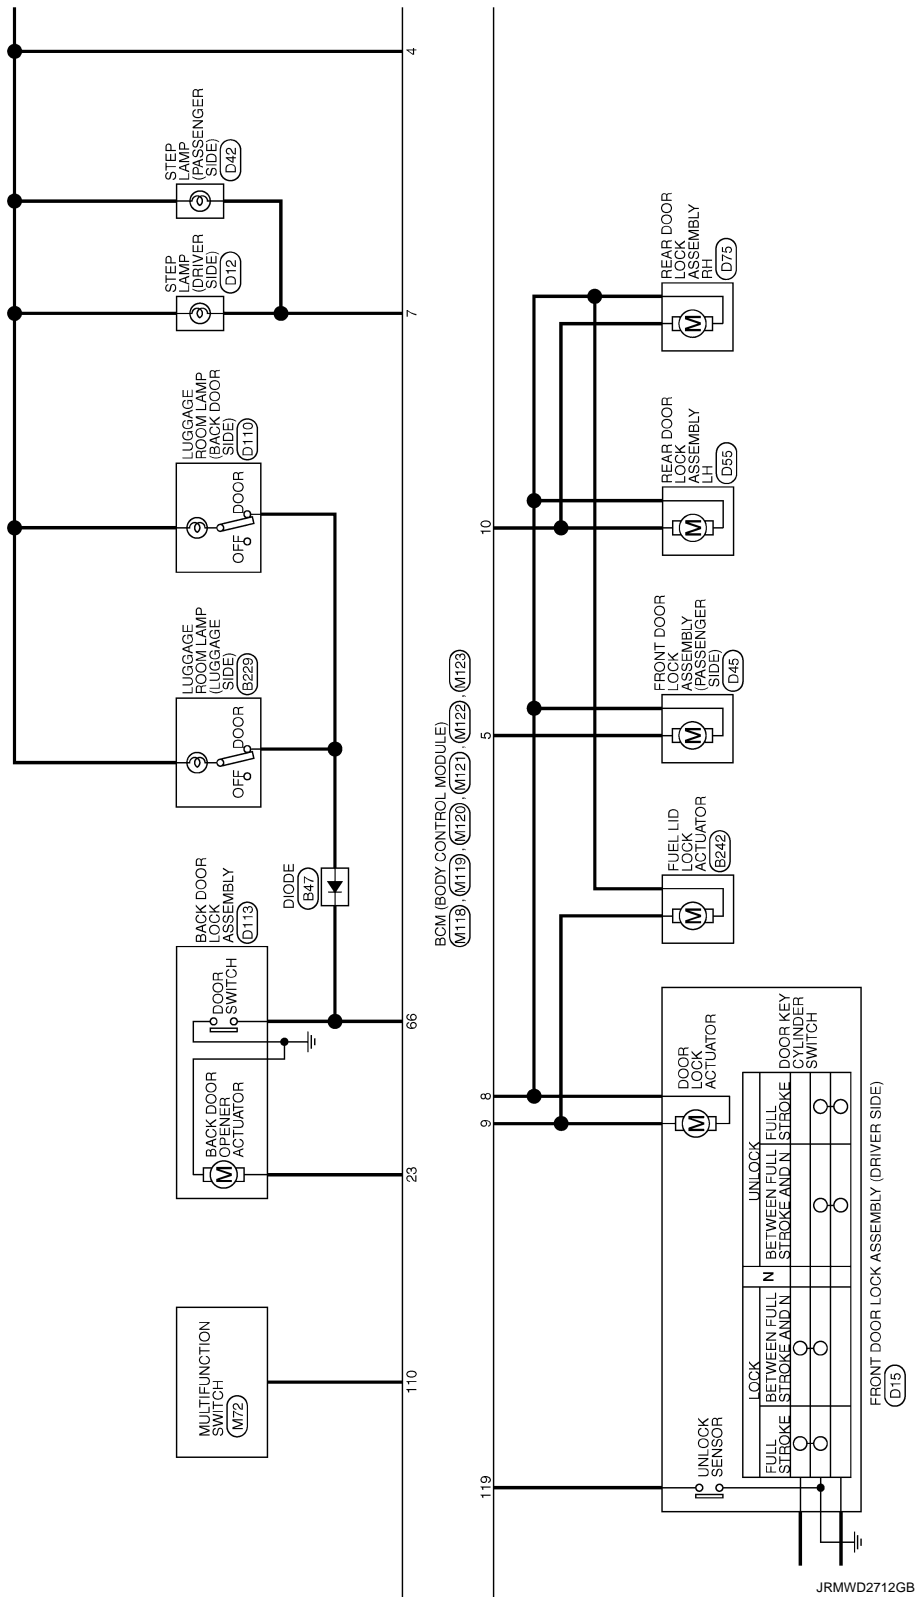 4
STEP
LAMP
(PASSENGER
SIDE)
D42
STEP
LAMP
(DRIVER
SIDE)
D12
7
LUGGAGE
ROOM LAMP
(BACK DOOR
SIDE)
D110
DOOR
OFF
LUGGAGE
ROOM LAMP
(LUGGAGE
SIDE)
B229
DOOR
OFF
DIODE
B47
BACK DOOR
LOCK
ASSEMBLY
D113
DOOR
SWITCH
66
BACK DOOR
OPENER
ACTUATOR
M
23
MULTIFUNCTION
SWITCH
M72
110
BCM (BODY CONTROL MODULE)
M118 , M119 , M120 , M121 , M122 , M123
REAR DOOR
LOCK
ASSEMBLY
RH
D75
M
10
REAR DOOR
LOCK
ASSEMBLY
LH
D55
M
5
FRONT DOOR
LOCK
ASSEMBLY
(PASSENGER
SIDE)
D45
M
FUEL LID
LOCK
ACTUATOR
B242
M
8
9
DOOR
LOCK
ACTUATOR
M
DOOR KEY
CYLINDER
SWITCH
LOCK
N
UNLOCK
FULL
STROKE
BETWEEN FULL
STROKE AND N
BETWEEN FULL
STROKE AND N
FULL
STROKE
119
UNLOCK
SENSOR
FRONT DOOR LOCK ASSEMBLY (DRIVER SIDE)
D15
JRMWD2712GB